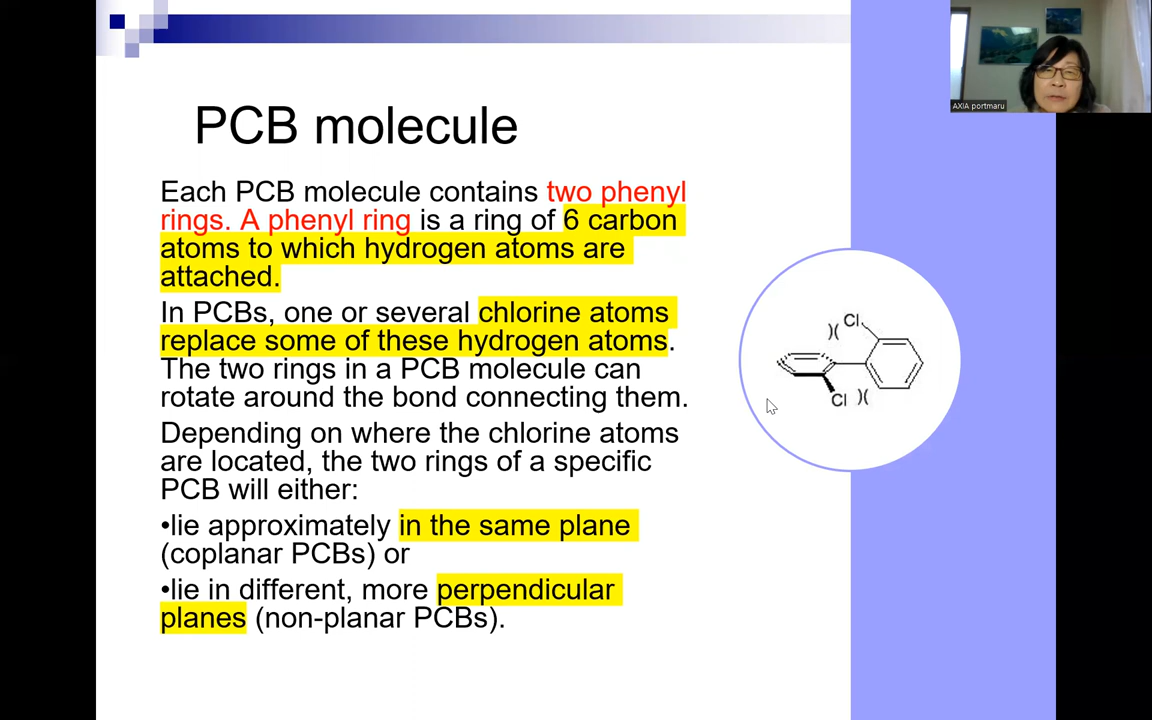 AXIA portmaru
PCB molecule
Each PCB molecule contains two phenyl
rings. A phenyl ring is a ring of 6 carbon
atoms to which hydrogen atoms are
attached.
In PCBs, one or several chlorine atoms
replace some of these hydrogen atoms.
The two rings in a PCB molecule can
rotate around the bond connecting them.
Depending on where the chlorine atoms
are located, the two rings of a specific
PCB will either:
•lie approximately in the same plane
(coplanar PCBs) or
•lie in different, more perpendicular
planes (non-planar PCBs).
)( Cl
Cl )(